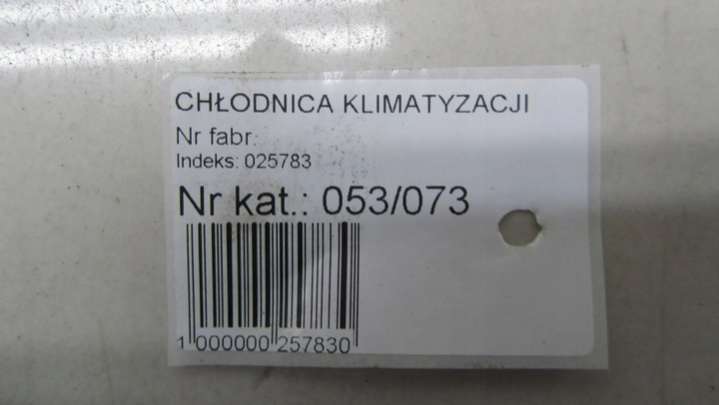 CHŁODNICA KLIMATYZACJI
Nr fabr.
Indeks: 025783
Nr kat.: 053/073
1 000000 257830